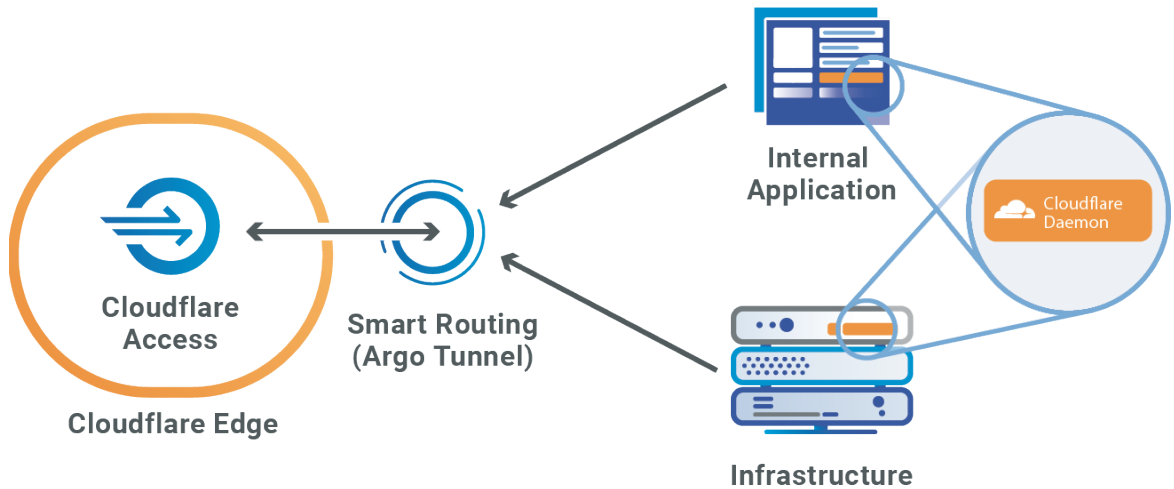 Cloudflare
Access
Cloudflare Edge
Smart Routing
(Argo Tunnel)
Internal
Application
Cloudflare
Daemon
Infrastructure